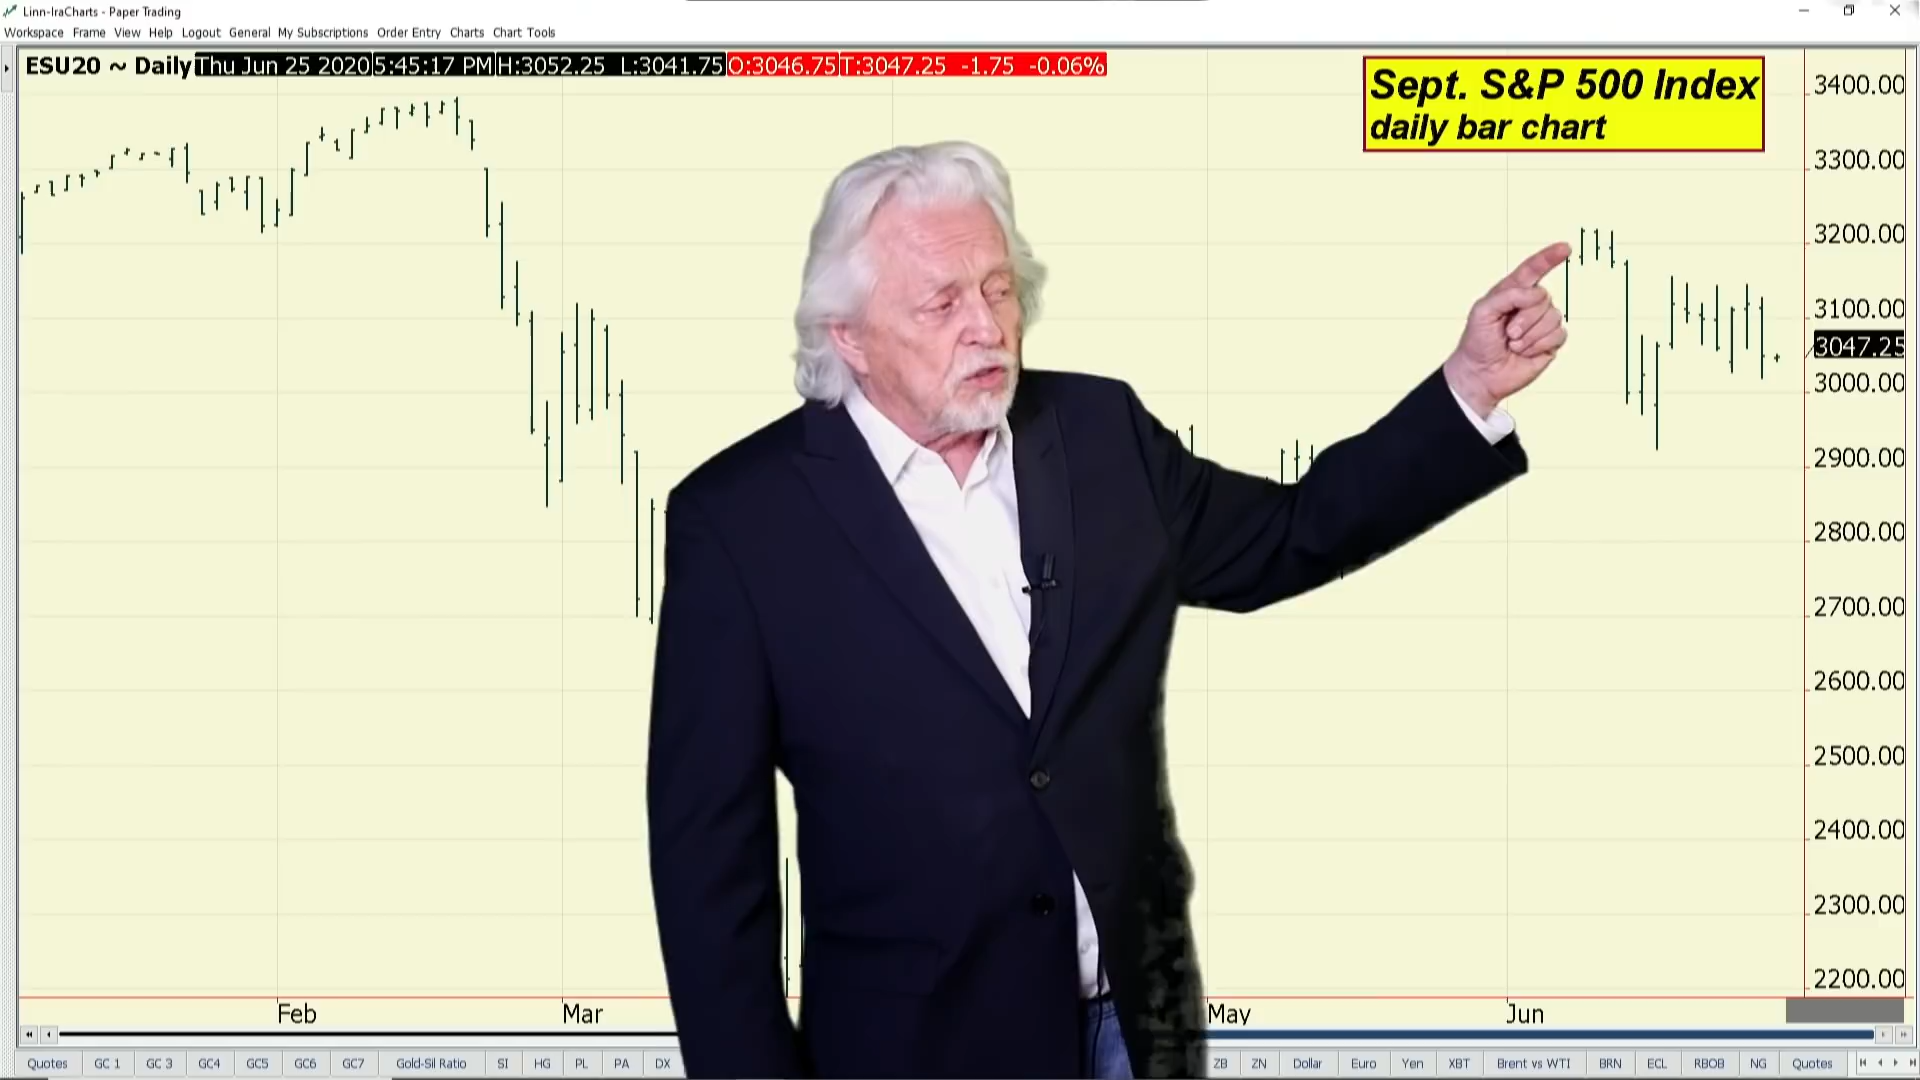 Linn-IraCharts - Paper Trading
Workspace Frame View Help Logout General My Subscriptions Order Entry Charts Chart Tools
ESU20 ~ Daily Thu Jun 25 2020 5:45:17 PM H:3052.25 L:3041.75 O:3046.75 T:3047.25 -1.75 -0.06%
Sept. S&P 500 Index
daily bar chart
3400.00
3300.00
3200.00
3100.00
3047.25
3000.00
2900.00
2800.00
2700.00
2600.00
2500.00
2400.00
2300.00
2200.00
Feb Mar May Jun
Quotes GC 1 GC 3 GC4 GC5 GC6 GC7 Gold-Sil Ratio SI HG PL PA DX ZB ZN Dollar Euro Yen XBT Brent vs WTI BRN ECL RBOB NG Quotes